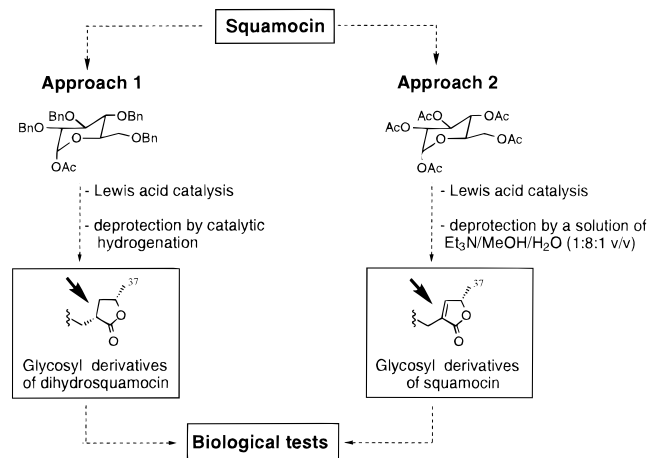 Squamocin
Approach 1
Approach 2
BnO
BnO
OBn
O
OBn
OAc
AcO
AcO
OAc
O
OAc
OAc
- Lewis acid catalysis
- deprotection by catalytic
hydrogenation
- Lewis acid catalysis
- deprotection by a solution of
Et3N/MeOH/H2O (1:8:1 v/v)
37
O
O
Glycosyl derivatives
of dihydrosquamocin
37
O
O
Glycosyl derivatives
of squamocin
Biological tests